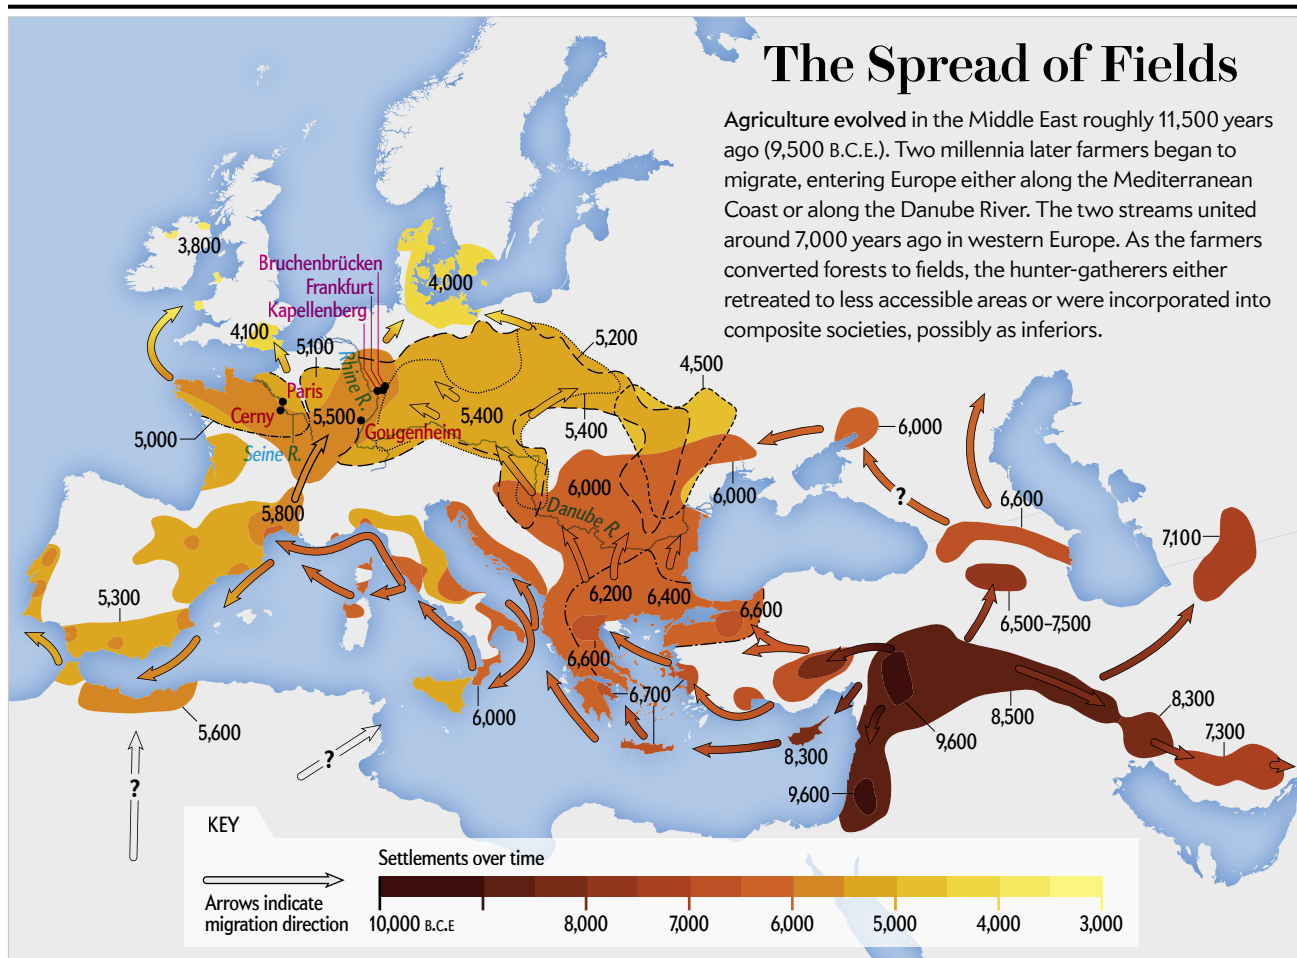 The Spread of Fields
Agriculture evolved in the Middle East roughly 11,500 years
ago (9,500 B.C.E.). Two millennia later farmers began to
migrate, entering Europe either along the Mediterranean
Coast or along the Danube River. The two streams united
around 7,000 years ago in western Europe. As the farmers
converted forests to fields, the hunter-gatherers either
retreated to less accessible areas or were incorporated into
composite societies, possibly as inferiors.
3,800
Bruchenbrücken
Frankfurt
Kapellenberg
4,000
4,100
5,100
5,200
4,500
Rhine R.
Paris
Cerny
5,500
5,400
5,400
Gougenheim
5,000
Seine R.
6,000
6,000
6,000
?
6,600
7,100
5,800
Danube R.
5,300
6,200
6,400
6,600
6,500–7,500
6,600
6,700
6,000
5,600
8,300
9,600
8,500
8,300
7,300
9,600
?
?
KEY
Arrows indicate
migration direction
Settlements over time
10,000 B.C.E
8,000
7,000
6,000
5,000
4,000
3,000